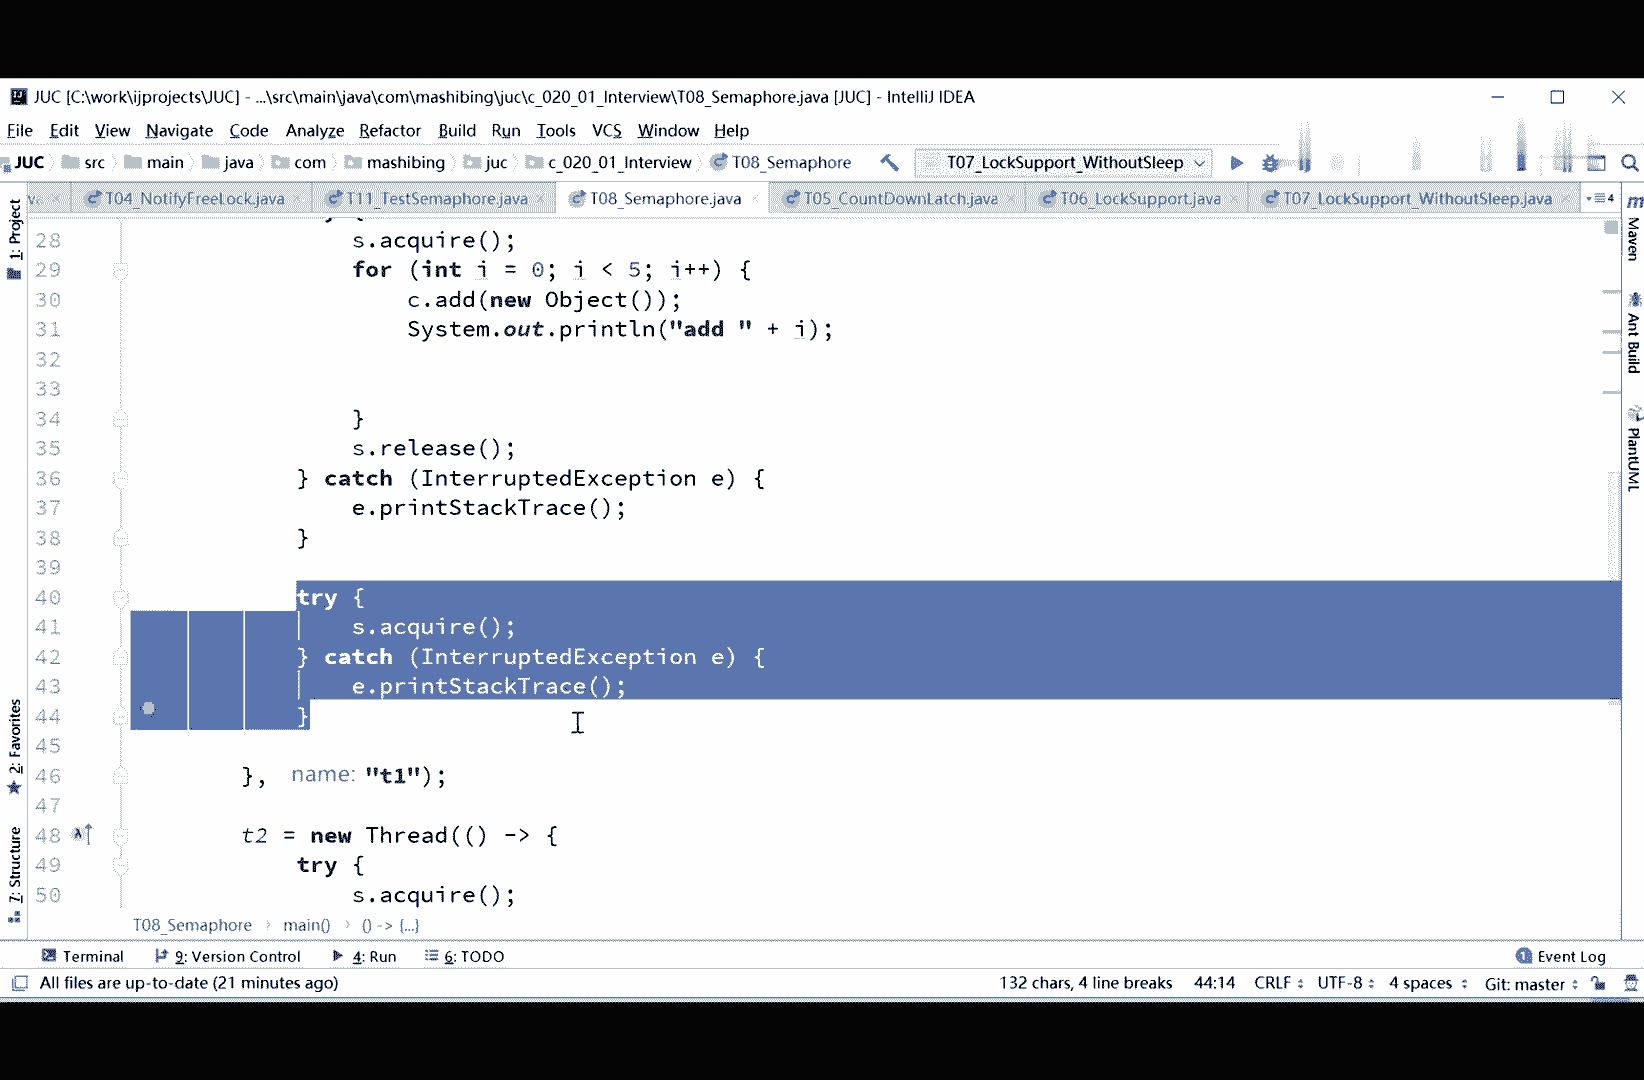 JUC [C:\work\ijprojects\JUC] - ...\src\main\java\com\mashibing\juc\c_020_01_Interview\T08_Semaphore.java [JUC] - IntelliJ IDEA
File Edit View Navigate Code Analyze Refactor Build Run Tools VCS Window Help
JUC src main java com mashibing juc c_020_01_Interview T08_Semaphore T07_LockSupport_WithoutSleep
T04_NotifyFreeLock.java T11_TestSemaphore.java T08_Semaphore.java T05_CountDownLatch.java T06_LockSupport.java T07_LockSupport_WithoutSleep.java
1: Project
2: Favorites
7: Structure
28 s.acquire();
29 for (int i = 0; i < 5; i++) {
30 c.add(new Object());
31 System.out.println("add " + i);
32
33
34 }
35 s.release();
36 } catch (InterruptedException e) {
37 e.printStackTrace();
38 }
39
40 try {
41 s.acquire();
42 } catch (InterruptedException e) {
43 e.printStackTrace();
44 }
45
46 }, name: "t1");
47
48 t2 = new Thread(() -> {
49 try {
50 s.acquire();
Maven
Ant Build
PlantUML
T08_Semaphore main() () -> {...}
Terminal 9: Version Control 4: Run 6: TODO 1 Event Log
All files are up-to-date (21 minutes ago) 132 chars, 4 line breaks 44:14 CRLF UTF-8 4 spaces Git: master